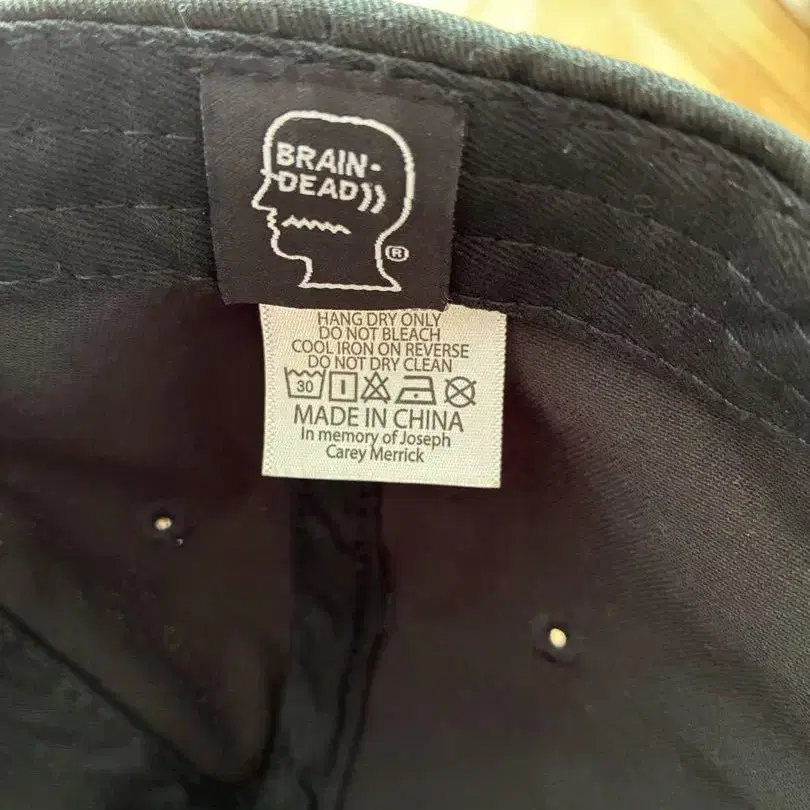 BRAIN-
DEAD))
®
HANG DRY ONLY
DO NOT BLEACH
COOL IRON ON REVERSE
DO NOT DRY CLEAN
30
MADE IN CHINA
In memory of Joseph
Carey Merrick